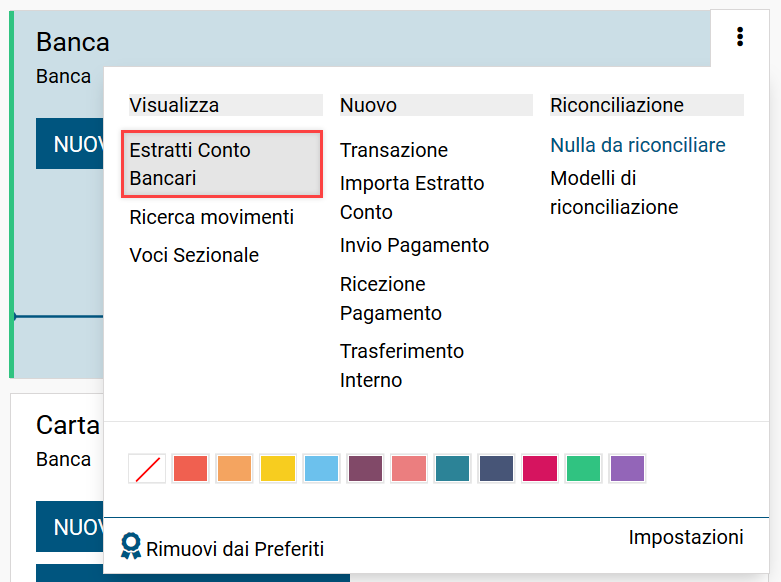 Banca
Banca
NUOV
Visualizza
Estratti Conto
Bancari
Ricerca movimenti
Voci Sezionale
Nuovo
Transazione
Importa Estratto
Conto
Invio Pagamento
Ricezione
Pagamento
Trasferimento
Interno
Riconciliazione
Nulla da riconciliare
Modelli di
riconciliazione
Carta
Banca
NUOV
Rimuovi dai Preferiti
Impostazioni